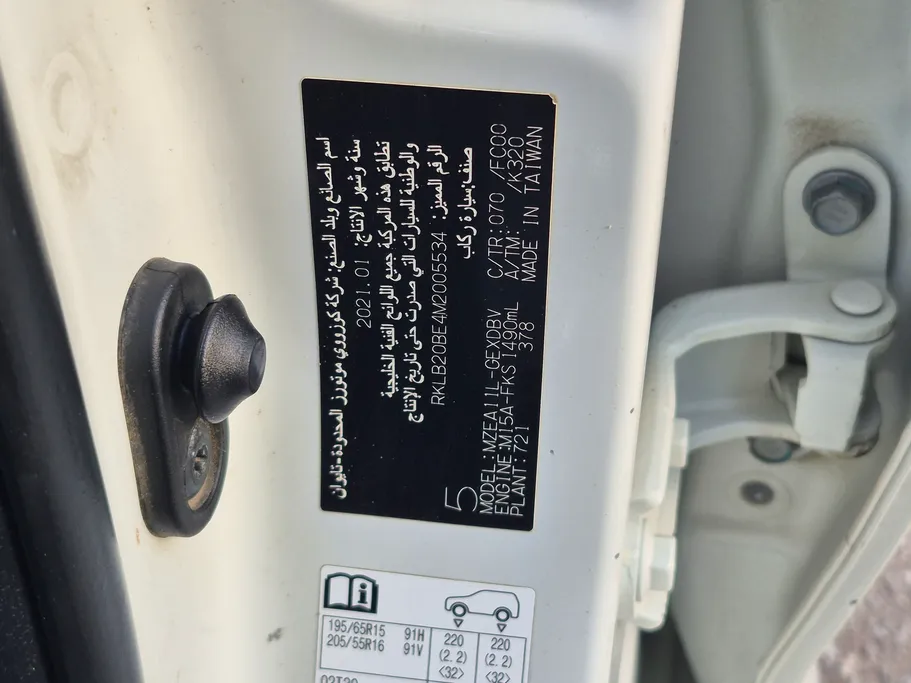 اسم الصانع وبلد الصنع: شركة كوزوروي موتورز المحدودة-تايوان
سنة وشهر الإنتاج: 2021.01
تطابق هذه المركبة جميع اللوائح الفنية الخليجية
والوطنية للسيارات التي صدرت حتى تاريخ الإنتاج
الرقم المميز: RKLB20BE4M2005534
صنف:سيارة ركاب
5
MODEL:MZEA11L-GEXDBV C/TR:070 /FC00
ENGINE:M15A-FKS 1490mL A/TM: /K320
PLANT:721 378 MADE IN TAIWAN
195/65R15 91H 220 220
205/55R16 91V (2.2) (2.2)
<32> <32>